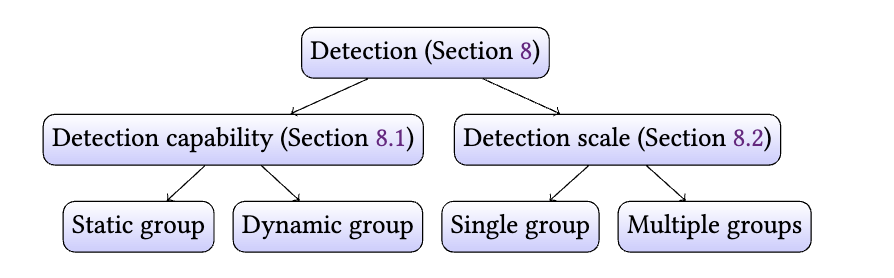 Detection (Section 8)
Detection capability (Section 8.1)
Detection scale (Section 8.2)
Static group
Dynamic group
Single group
Multiple groups